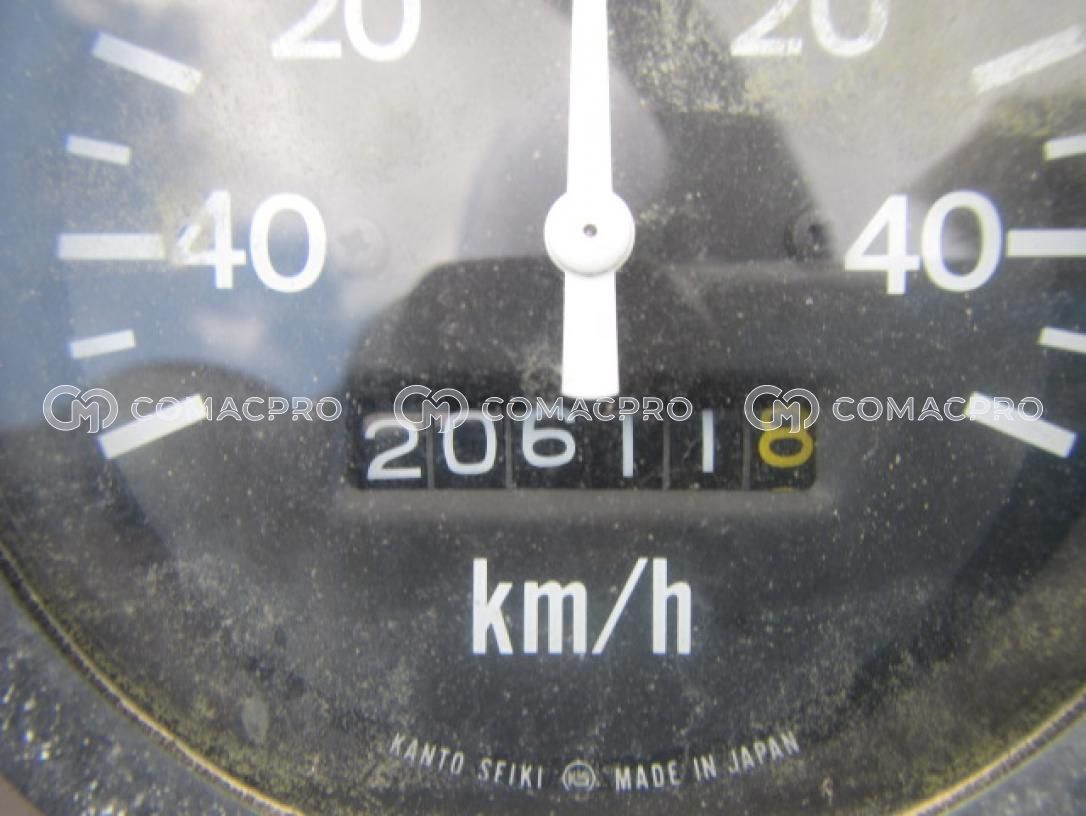 20 20
40 40
COMACPRO COMACPRO COMACPRO
206118
km/h
KANTO SEIKI MADE IN JAPAN